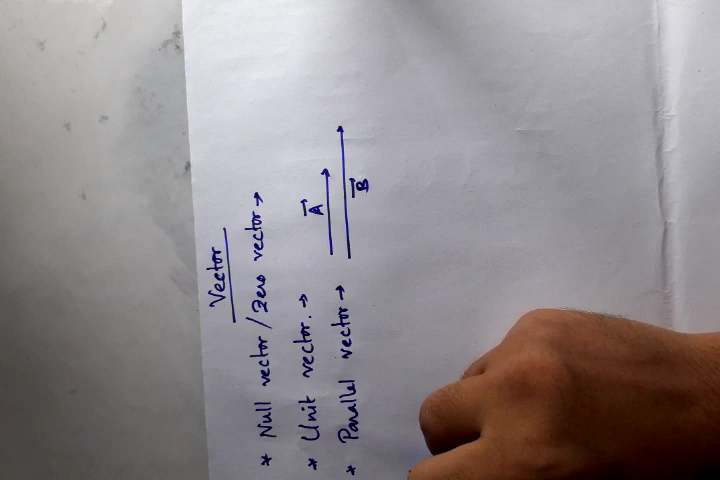 Vector
* Null vector / Zero vector →
* Unit vector. →
A
* Parallel vector →
B